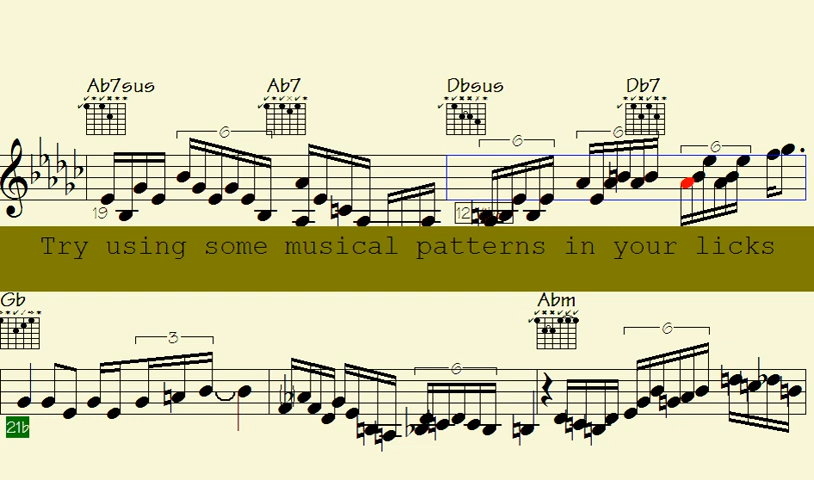 Ab7sus Ab7 Dbsus Db7
6 6 6 6
19 12
Try using some musical patterns in your licks
Gb Abm
3 6 6
21b